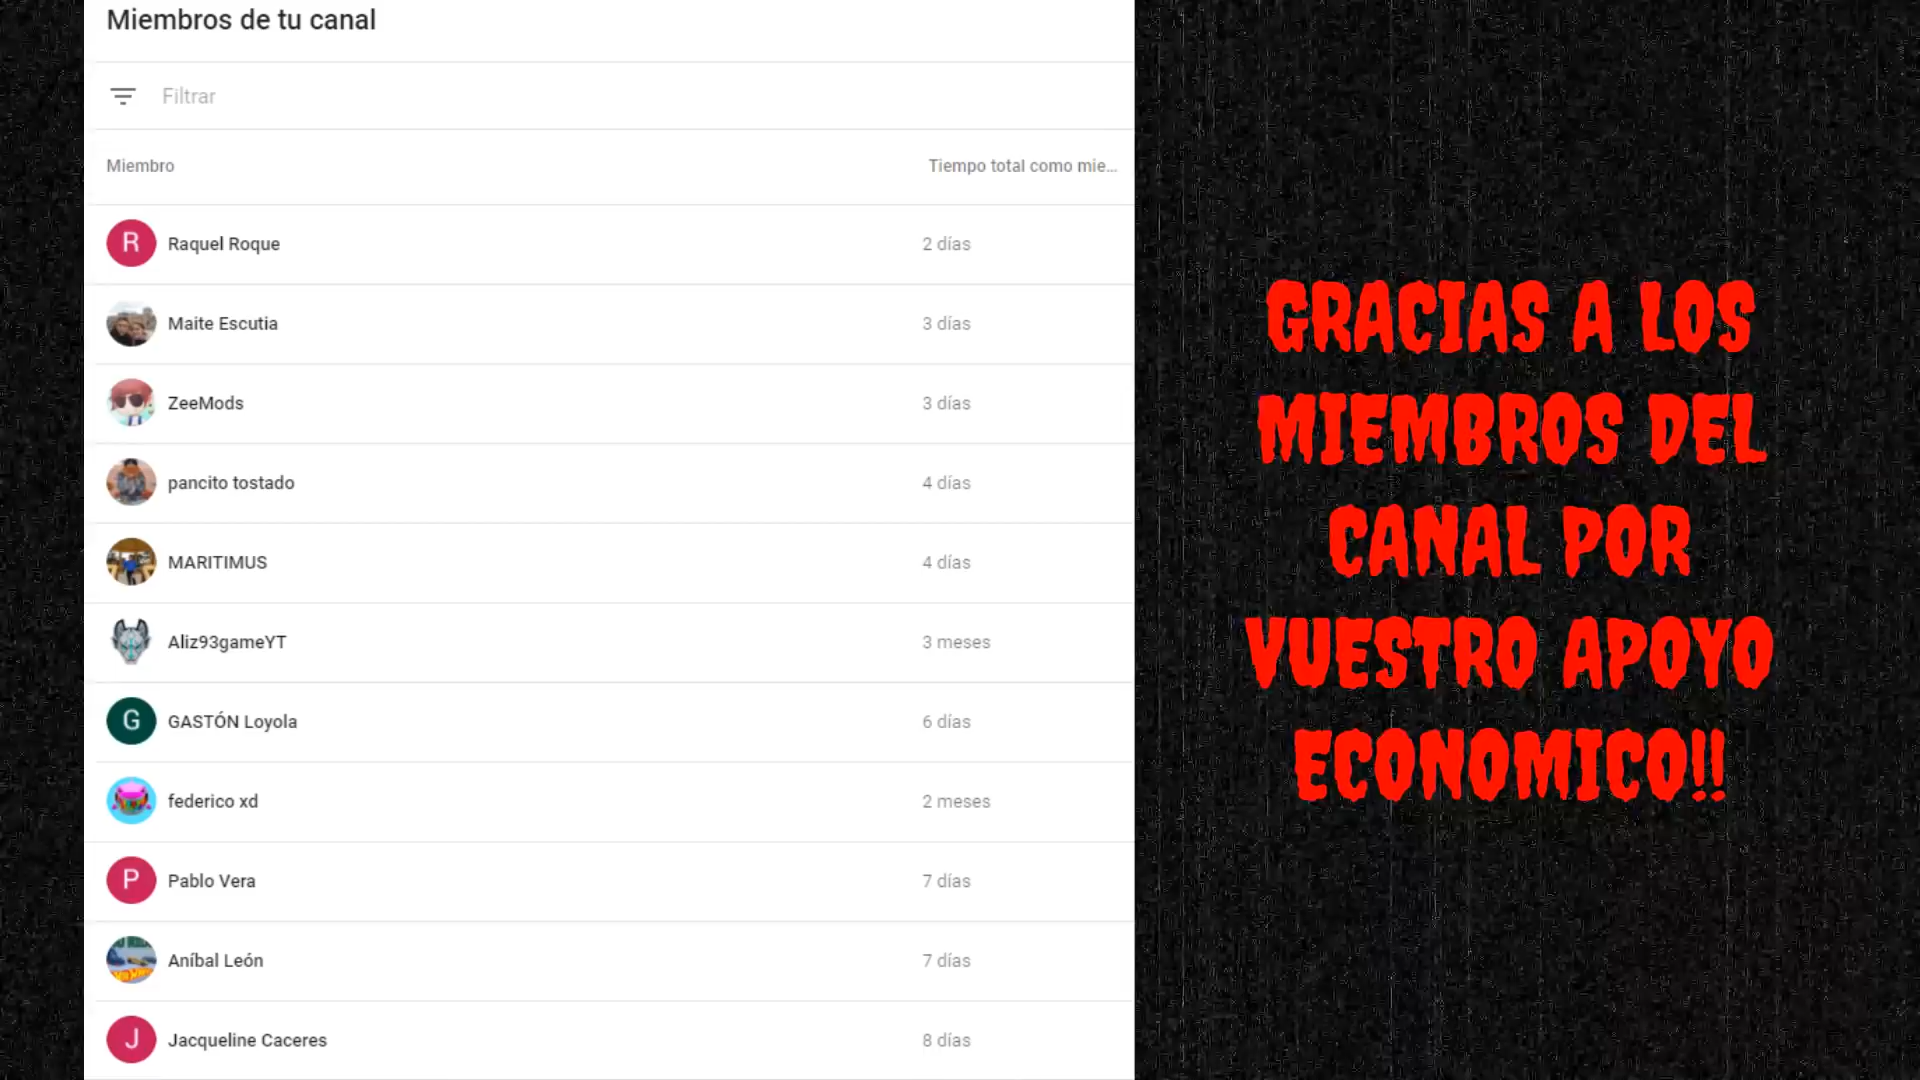 Miembros de tu canal
Filtrar
Miembro Tiempo total como mie...
R Raquel Roque 2 días
Maite Escutia 3 días
ZeeMods 3 días
pancito tostado 4 días
MARITIMUS 4 días
Aliz93gameYT 3 meses
G GASTÓN Loyola 6 días
federico xd 2 meses
P Pablo Vera 7 días
Aníbal León 7 días
J Jacqueline Caceres 8 días
GRACIAS A LOS
MIEMBROS DEL
CANAL POR
VUESTRO APOYO
ECONOMICO!!